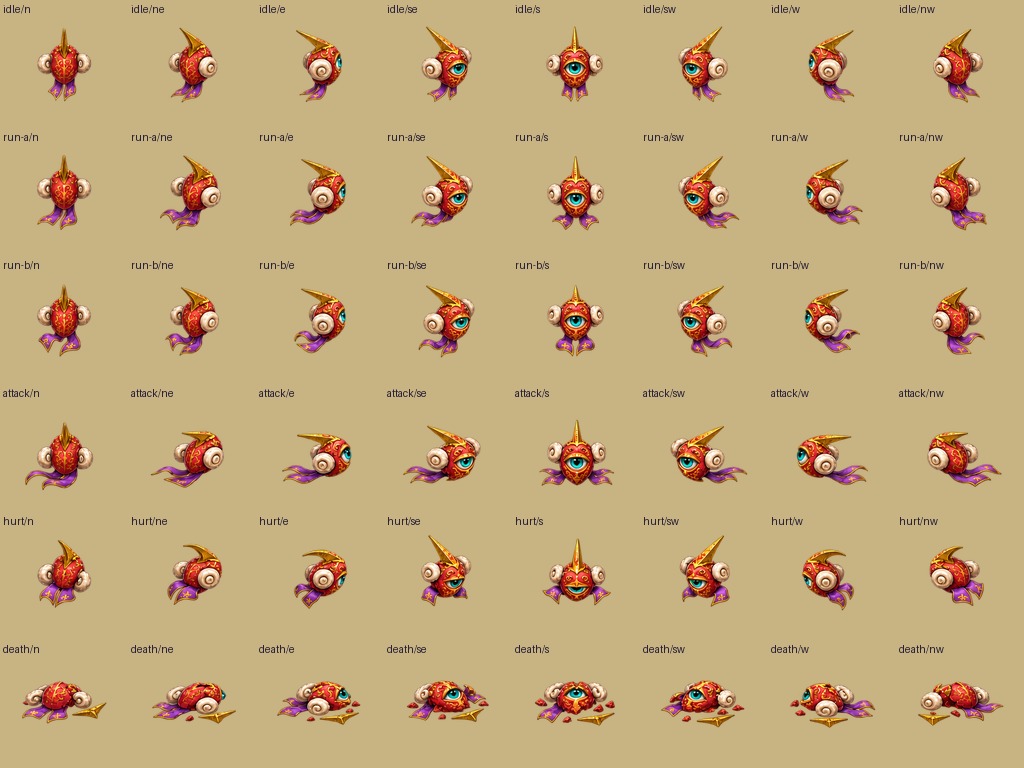 idle/n idle/ne idle/e idle/se idle/s idle/sw idle/w idle/nw
run-a/n run-a/ne run-a/e run-a/se run-a/s run-a/sw run-a/w run-a/nw
run-b/n run-b/ne run-b/e run-b/se run-b/s run-b/sw run-b/w run-b/nw
attack/n attack/ne attack/e attack/se attack/s attack/sw attack/w attack/nw
hurt/n hurt/ne hurt/e hurt/se hurt/s hurt/sw hurt/w hurt/nw
death/n death/ne death/e death/se death/s death/sw death/w death/nw